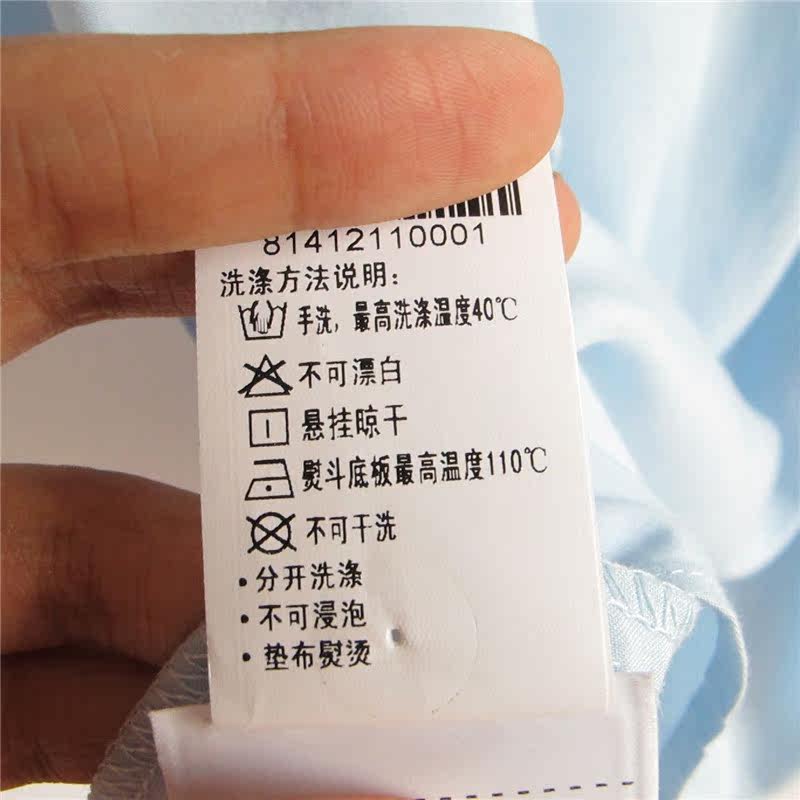 81412110001
洗涤方法说明：
手洗，最高洗涤温度40℃
不可漂白
悬挂晾干
熨斗底板最高温度110℃
不可干洗
•分开洗涤
•不可浸泡
•垫布熨烫